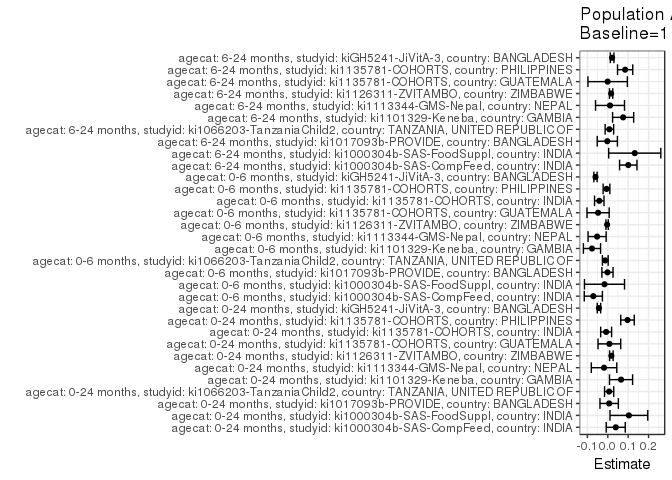 Population A
Baseline=1
agecat: 6-24 months, studyid: kiGH5241-JiVitA-3, country: BANGLADESH
agecat: 6-24 months, studyid: ki1135781-COHORTS, country: PHILIPPINES
agecat: 6-24 months, studyid: ki1135781-COHORTS, country: GUATEMALA
agecat: 6-24 months, studyid: ki1126311-ZVITAMBO, country: ZIMBABWE
agecat: 6-24 months, studyid: ki1113344-GMS-Nepal, country: NEPAL
agecat: 6-24 months, studyid: ki1101329-Keneba, country: GAMBIA
agecat: 6-24 months, studyid: ki1066203-TanzaniaChild2, country: TANZANIA, UNITED REPUBLIC OF
agecat: 6-24 months, studyid: ki1017093b-PROVIDE, country: BANGLADESH
agecat: 6-24 months, studyid: ki1000304b-SAS-FoodSuppl, country: INDIA
agecat: 6-24 months, studyid: ki1000304b-SAS-CompFeed, country: INDIA
agecat: 0-6 months, studyid: kiGH5241-JiVitA-3, country: BANGLADESH
agecat: 0-6 months, studyid: ki1135781-COHORTS, country: PHILIPPINES
agecat: 0-6 months, studyid: ki1135781-COHORTS, country: INDIA
agecat: 0-6 months, studyid: ki1135781-COHORTS, country: GUATEMALA
agecat: 0-6 months, studyid: ki1126311-ZVITAMBO, country: ZIMBABWE
agecat: 0-6 months, studyid: ki1113344-GMS-Nepal, country: NEPAL
agecat: 0-6 months, studyid: ki1101329-Keneba, country: GAMBIA
agecat: 0-6 months, studyid: ki1066203-TanzaniaChild2, country: TANZANIA, UNITED REPUBLIC OF
agecat: 0-6 months, studyid: ki1017093b-PROVIDE, country: BANGLADESH
agecat: 0-6 months, studyid: ki1000304b-SAS-FoodSuppl, country: INDIA
agecat: 0-6 months, studyid: ki1000304b-SAS-CompFeed, country: INDIA
agecat: 0-24 months, studyid: kiGH5241-JiVitA-3, country: BANGLADESH
agecat: 0-24 months, studyid: ki1135781-COHORTS, country: PHILIPPINES
agecat: 0-24 months, studyid: ki1135781-COHORTS, country: INDIA
agecat: 0-24 months, studyid: ki1135781-COHORTS, country: GUATEMALA
agecat: 0-24 months, studyid: ki1126311-ZVITAMBO, country: ZIMBABWE
agecat: 0-24 months, studyid: ki1113344-GMS-Nepal, country: NEPAL
agecat: 0-24 months, studyid: ki1101329-Keneba, country: GAMBIA
agecat: 0-24 months, studyid: ki1066203-TanzaniaChild2, country: TANZANIA, UNITED REPUBLIC OF
agecat: 0-24 months, studyid: ki1017093b-PROVIDE, country: BANGLADESH
agecat: 0-24 months, studyid: ki1000304b-SAS-FoodSuppl, country: INDIA
agecat: 0-24 months, studyid: ki1000304b-SAS-CompFeed, country: INDIA
-0.1 0.0 0.1 0.2
Estimate